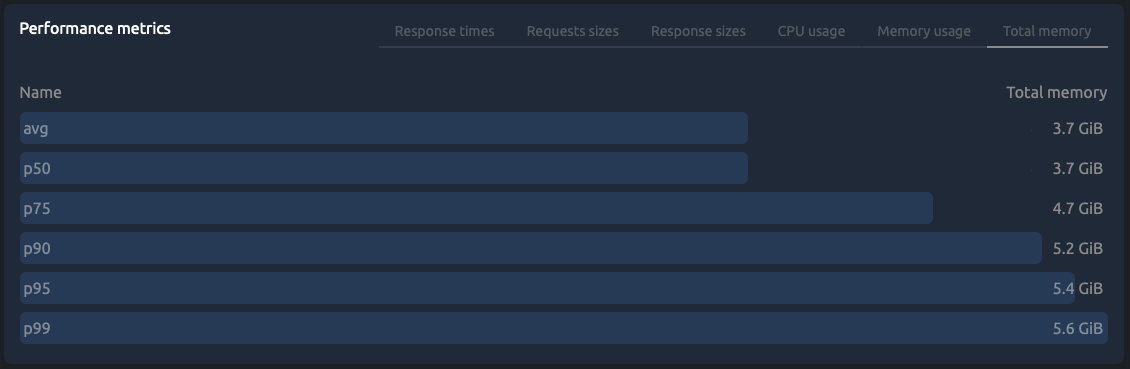 Performance metrics
Response times Requests sizes Response sizes CPU usage Memory usage Total memory
Name Total memory
avg 3.7 GiB
p50 3.7 GiB
p75 4.7 GiB
p90 5.2 GiB
p95 5.4 GiB
p99 5.6 GiB